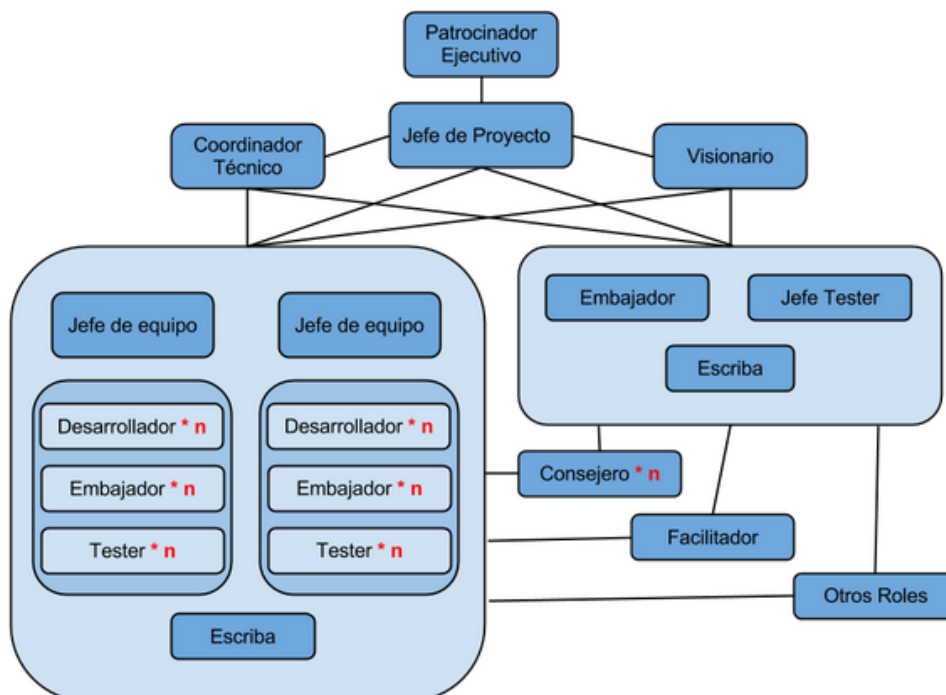 Patrocinador
Ejecutivo
Coordinador
Técnico
Jefe de Proyecto
Visionario
Jefe de equipo
Jefe de equipo
Desarrollador * n
Embajador * n
Tester * n
Desarrollador * n
Embajador * n
Tester * n
Escriba
Embajador
Jefe Tester
Escriba
Consejero * n
Facilitador
Otros Roles